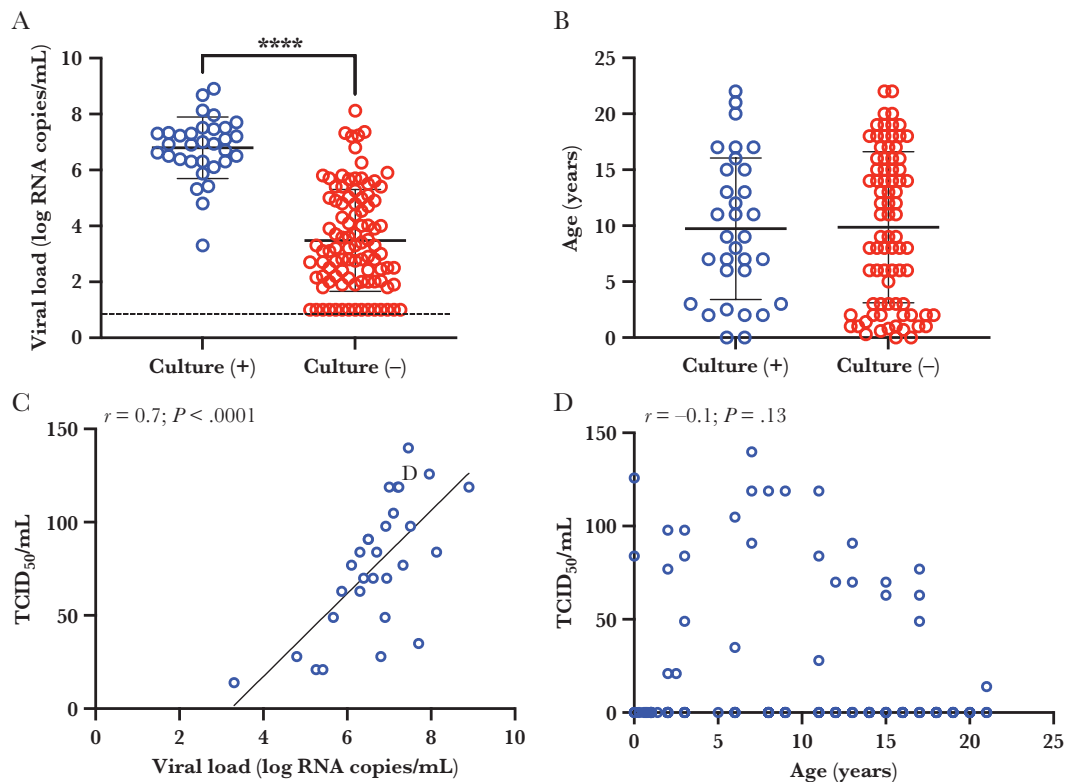 A
****
Viral load (log RNA copies/mL)
10
8
6
4
2
0
Culture (+)
Culture (–)
B
Age (years)
25
20
15
10
5
0
Culture (+)
Culture (–)
C
r = 0.7; P < .0001
TCID50/mL
150
100
50
0
D
0
2
4
6
8
10
Viral load (log RNA copies/mL)
D
r = –0.1; P = .13
TCID50/mL
150
100
50
0
0
5
10
15
20
25
Age (years)